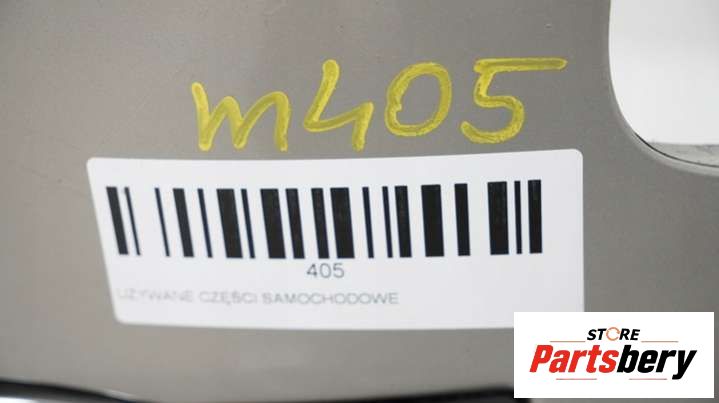 m405
405
UŻYWANE CZĘŚCI SAMOCHODOWE
STORE
Partsbery